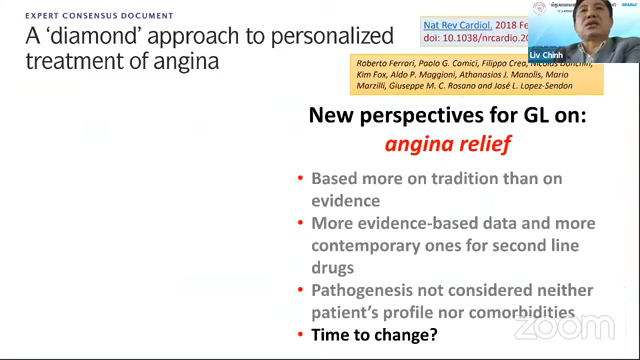 EXPERT CONSENSUS DOCUMENT
A ‘diamond’ approach to personalized
treatment of angina
Nat Rev Cardiol. 2018 Fe
doi: 10.1038/nrcardio.20
Liv Chinh
Roberto Ferrari, Paolo G. Camici, Filippo Crea, Nicolas Danchin,
Kim Fox, Aldo P. Maggioni, Athanasios J. Manolis, Mario
Marzilli, Giuseppe M. C. Rosano and José L. Lopez-Sendon
New perspectives for GL on:
angina relief
• Based more on tradition than on
evidence
• More evidence-based data and more
contemporary ones for second line
drugs
• Pathogenesis not considered neither
patient’s profile nor comorbidities
• Time to change?
zoom